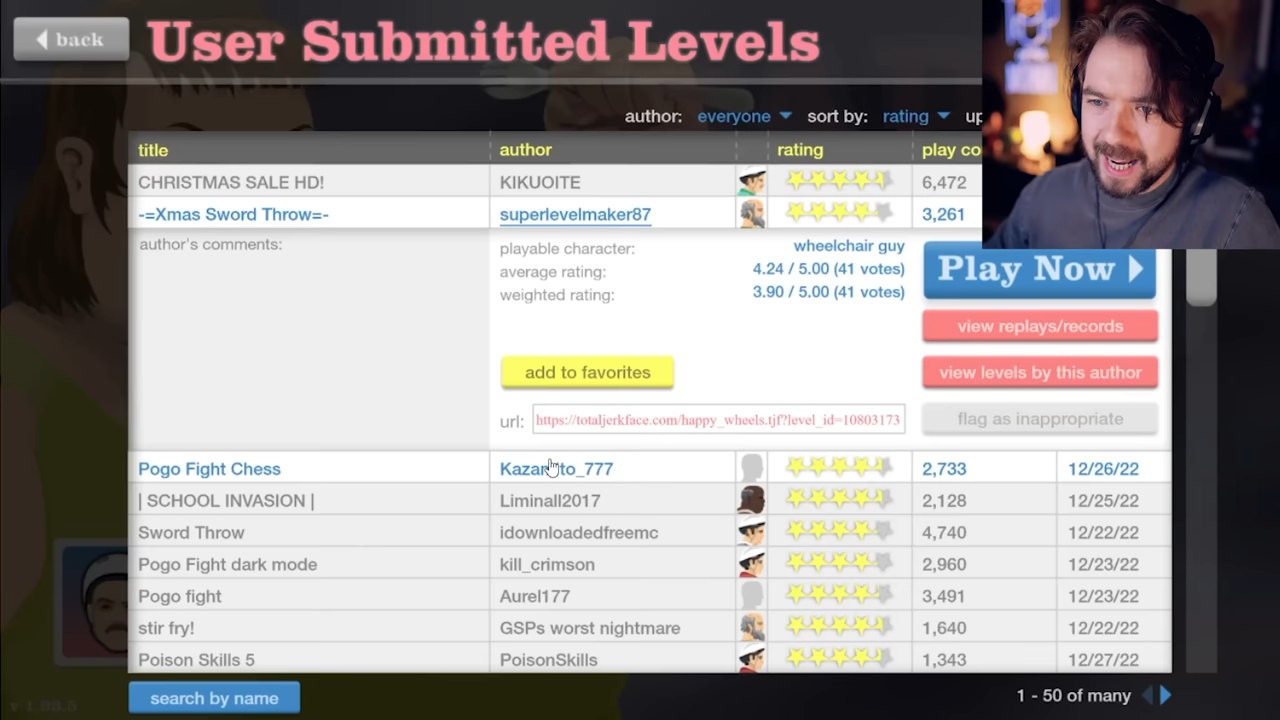 back
User Submitted Levels
author: everyone sort by: rating up
title author rating play co
CHRISTMAS SALE HD! KIKUOITE 6,472
-=Xmas Sword Throw=- superlevelmaker87 3,261
author's comments:
playable character: wheelchair guy
average rating: 4.24 / 5.00 (41 votes)
weighted rating: 3.90 / 5.00 (41 votes)
Play Now
view replays/records
add to favorites
view levels by this author
url: https://totaljerkface.com/happy_wheels.tjf?level_id=10803173
flag as inappropriate
Pogo Fight Chess 2,733 12/26/22
| SCHOOL INVASION | Liminall2017 2,128 12/25/22
Sword Throw idownloadedfreemc 4,740 12/22/22
Pogo Fight dark mode kill_crimson 2,960 12/23/22
Pogo fight Aurel177 3,491 12/23/22
stir fry! GSPs worst nightmare 1,640 12/22/22
Poison Skills 5 PoisonSkills 1,343 12/27/22
search by name
1 - 50 of many